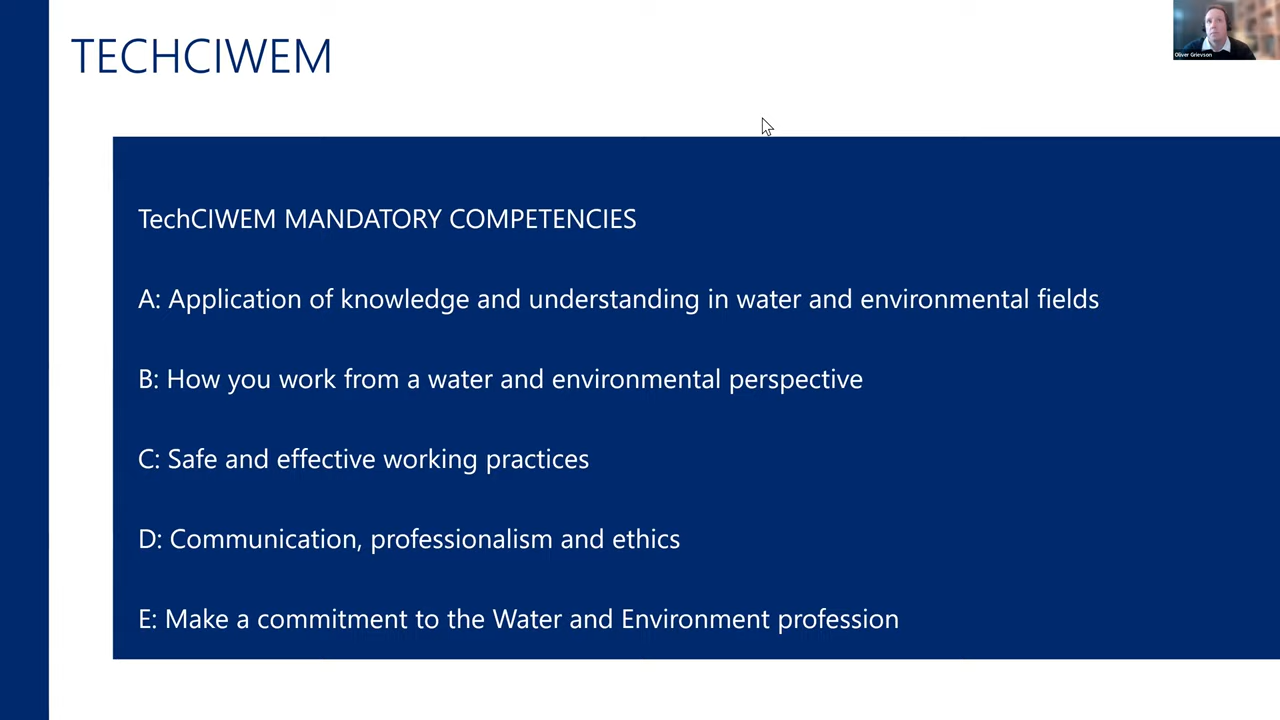 TECHCIWEM
Oliver Grievson
TechCIWEM MANDATORY COMPETENCIES
A: Application of knowledge and understanding in water and environmental fields
B: How you work from a water and environmental perspective
C: Safe and effective working practices
D: Communication, professionalism and ethics
E: Make a commitment to the Water and Environment profession